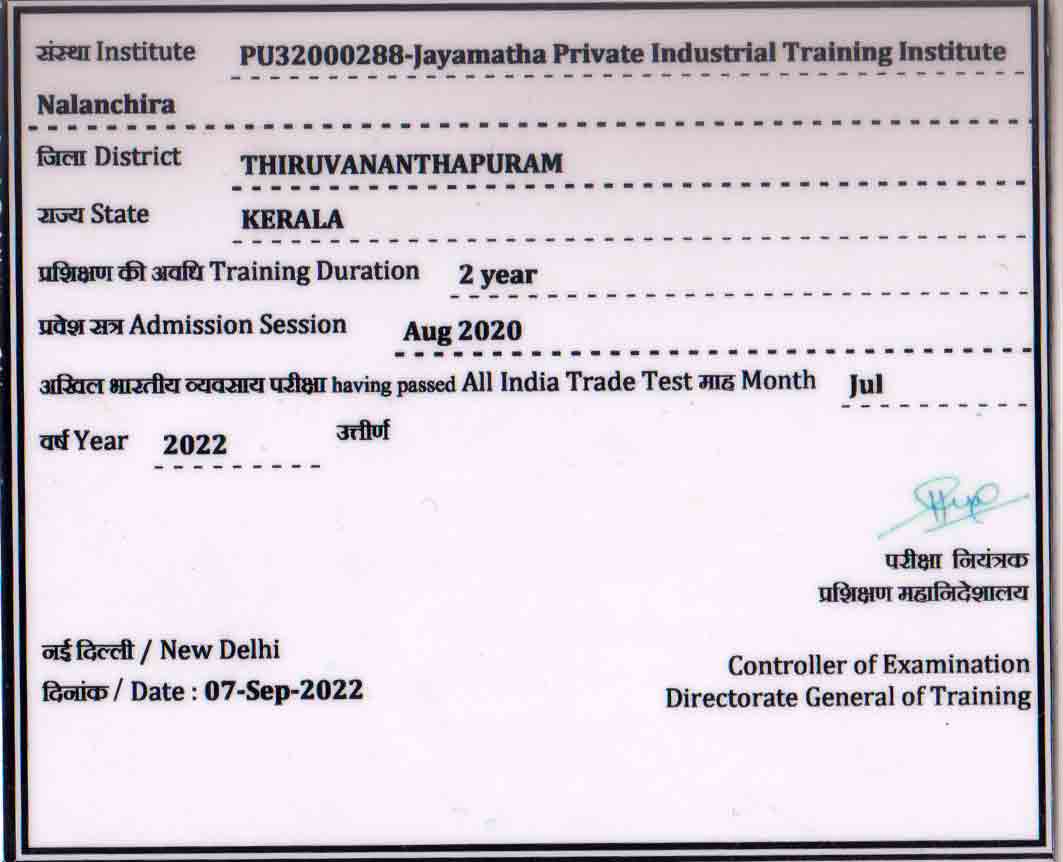 संस्था Institute PU32000288-Jayamatha Private Industrial Training Institute
Nalanchira
जिला District THIRUVANANTHAPURAM
राज्य State KERALA
प्रशिक्षण की अवधि Training Duration 2 year
प्रवेश सत्र Admission Session Aug 2020
अखिल भारतीय व्यवसाय परीक्षा having passed All India Trade Test माह Month Jul
वर्ष Year 2022 उत्तीर्ण
परीक्षा नियंत्रक
प्रशिक्षण महानिदेशालय
नई दिल्ली / New Delhi
Controller of Examination
दिनांक / Date : 07-Sep-2022
Directorate General of Training